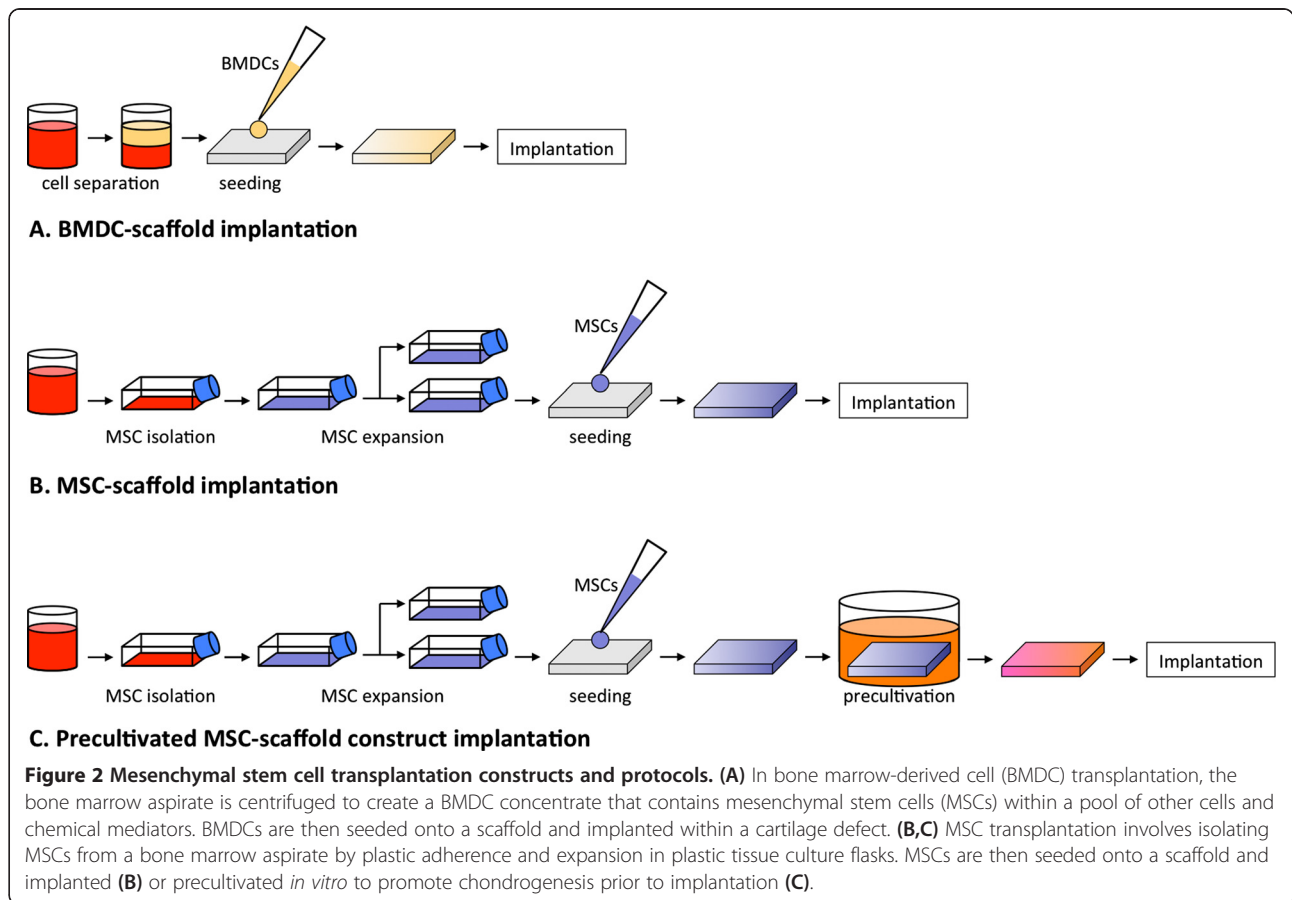 BMDCs
cell separation
seeding
Implantation
A. BMDC-scaffold implantation
MSCs
MSC isolation
MSC expansion
seeding
Implantation
B. MSC-scaffold implantation
MSCs
MSC isolation
MSC expansion
seeding
precultivation
Implantation
C. Precultivated MSC-scaffold construct implantation
Figure 2 Mesenchymal stem cell transplantation constructs and protocols. (A) In bone marrow-derived cell (BMDC) transplantation, the
bone marrow aspirate is centrifuged to create a BMDC concentrate that contains mesenchymal stem cells (MSCs) within a pool of other cells and
chemical mediators. BMDCs are then seeded onto a scaffold and implanted within a cartilage defect. (B,C) MSC transplantation involves isolating
MSCs from a bone marrow aspirate by plastic adherence and expansion in plastic tissue culture flasks. MSCs are then seeded onto a scaffold and
implanted (B) or precultivated in vitro to promote chondrogenesis prior to implantation (C).